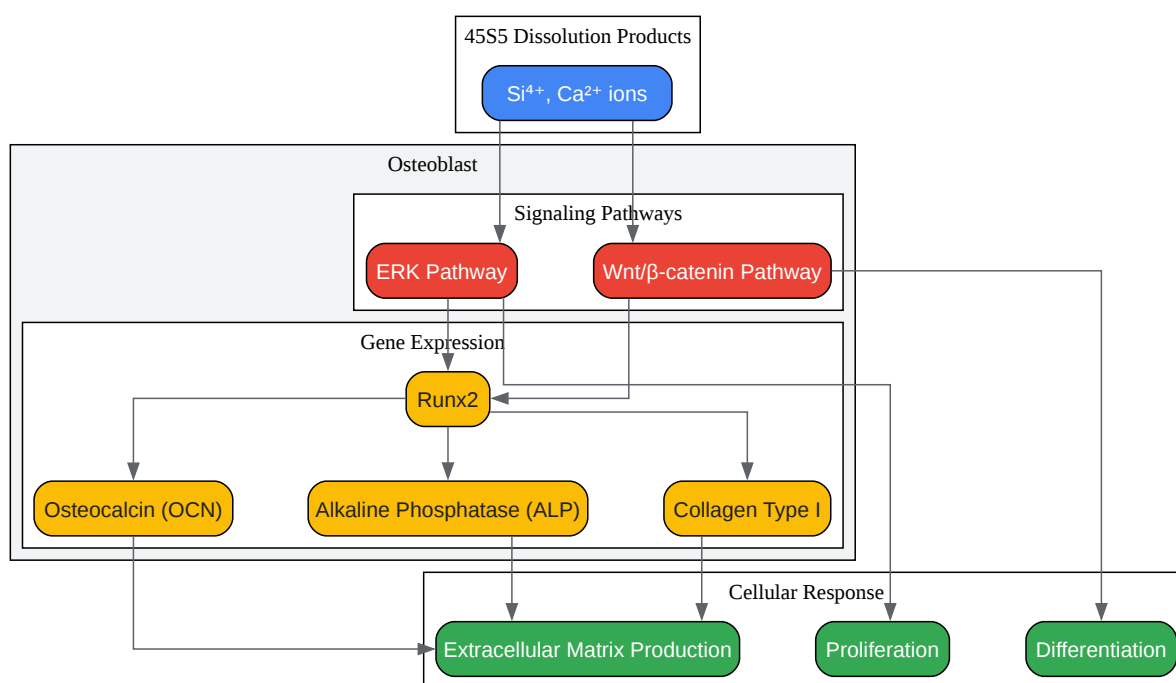 45S5 Dissolution Products
Si⁴⁺, Ca²⁺ ions
Osteoblast
Signaling Pathways
ERK Pathway
Wnt/β-catenin Pathway
Gene Expression
Runx2
Osteocalcin (OCN)
Alkaline Phosphatase (ALP)
Collagen Type I
Cellular Response
Extracellular Matrix Production
Proliferation
Differentiation